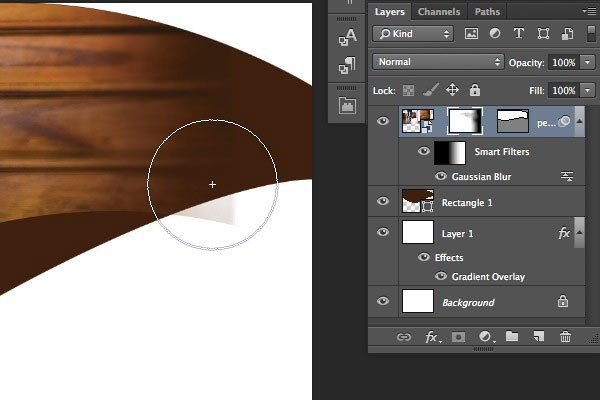 Layers Channels Paths
Kind
T
Normal Opacity: 100%
Lock: Fill: 100%
pe...
Smart Filters
Gaussian Blur
Rectangle 1
Layer 1 fx
Effects
Gradient Overlay
Background
fx
A